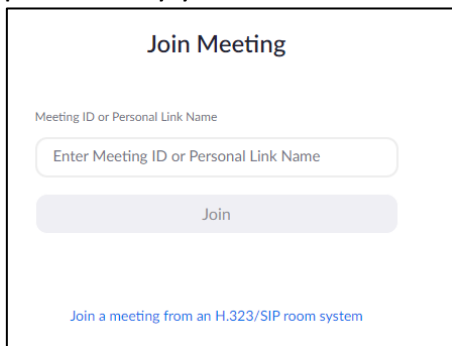 Join Meeting
Meeting ID or Personal Link Name
Enter Meeting ID or Personal Link Name
Join
Join a meeting from an H.323/SIP room system